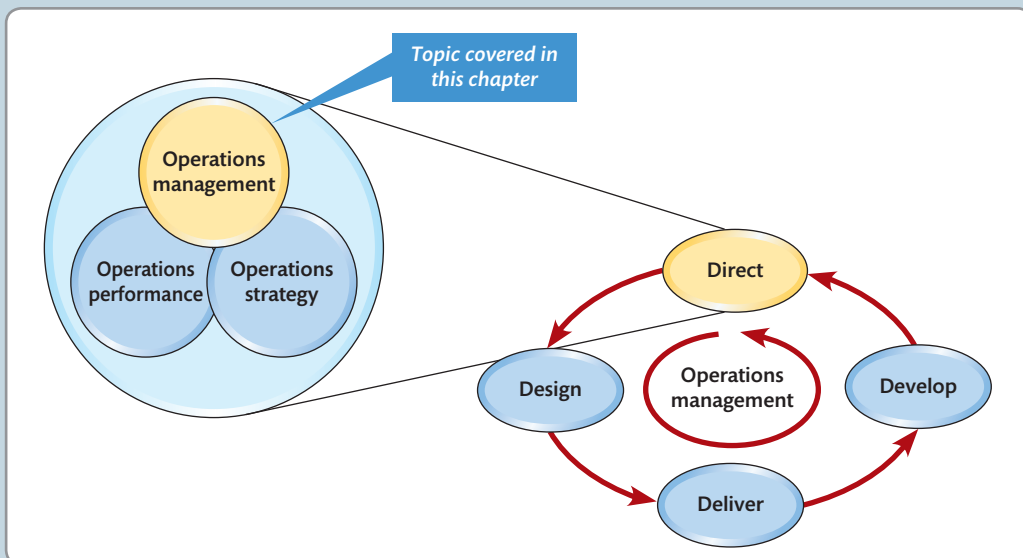 Topic covered in
this chapter
Operations
management
Operations
performance
Operations
strategy
Direct
Design
Operations
management
Develop
Deliver